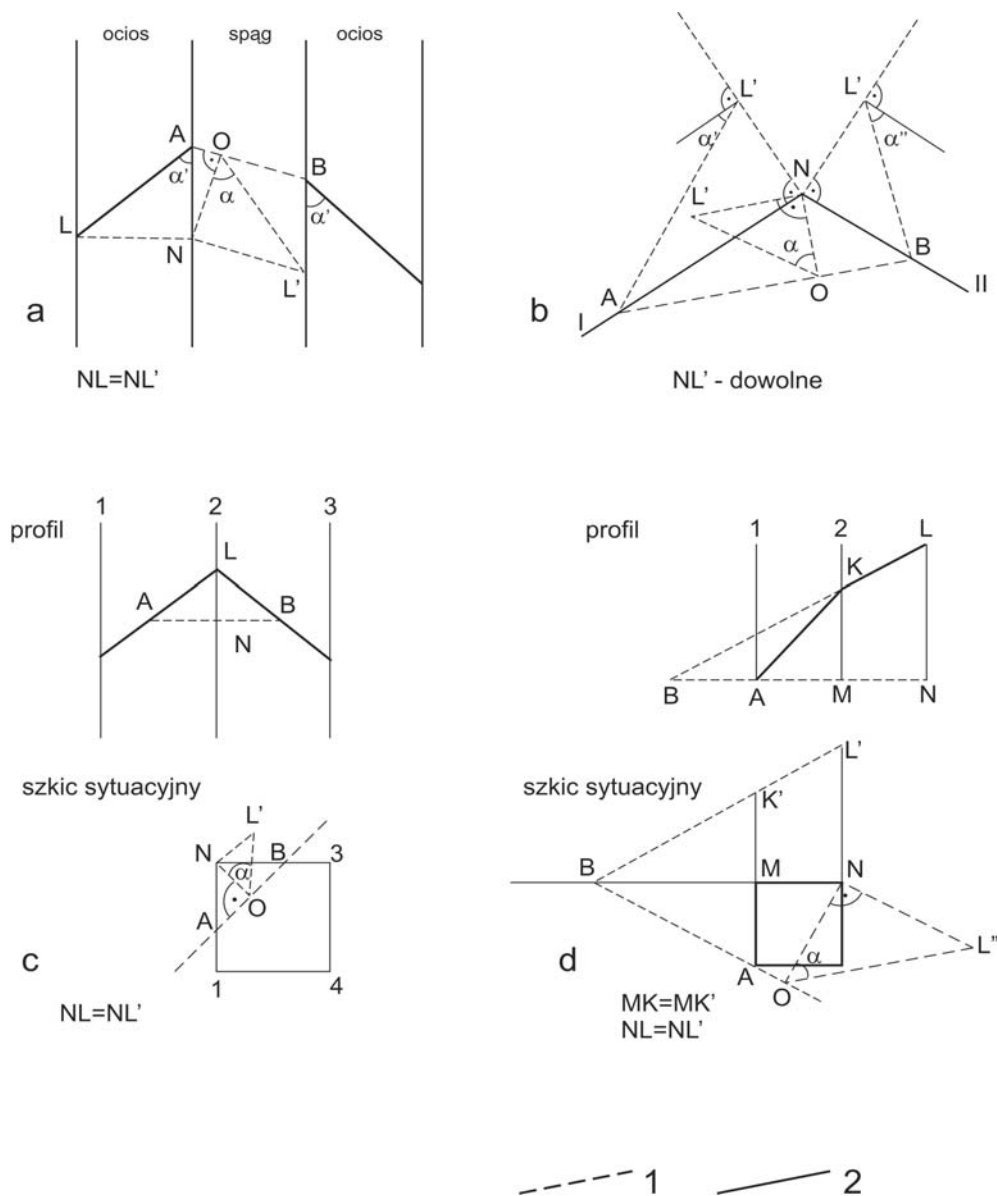 ocios spąg ocios
A O B
α' α α'
L N L'
a
NL=NL'
L' L'
α' α''
N
L'
α B
A O
I II
b
NL' - dowolne
1 2 3
profil
L
A B
N
szkic sytuacyjny
L'
N B 3
α
O
A
c
1 4
NL=NL'
profil
1 2 L
K
B A M N
szkic sytuacyjny
L'
K'
B M N
α L''
A O
d
MK=MK'
NL=NL'
1 2